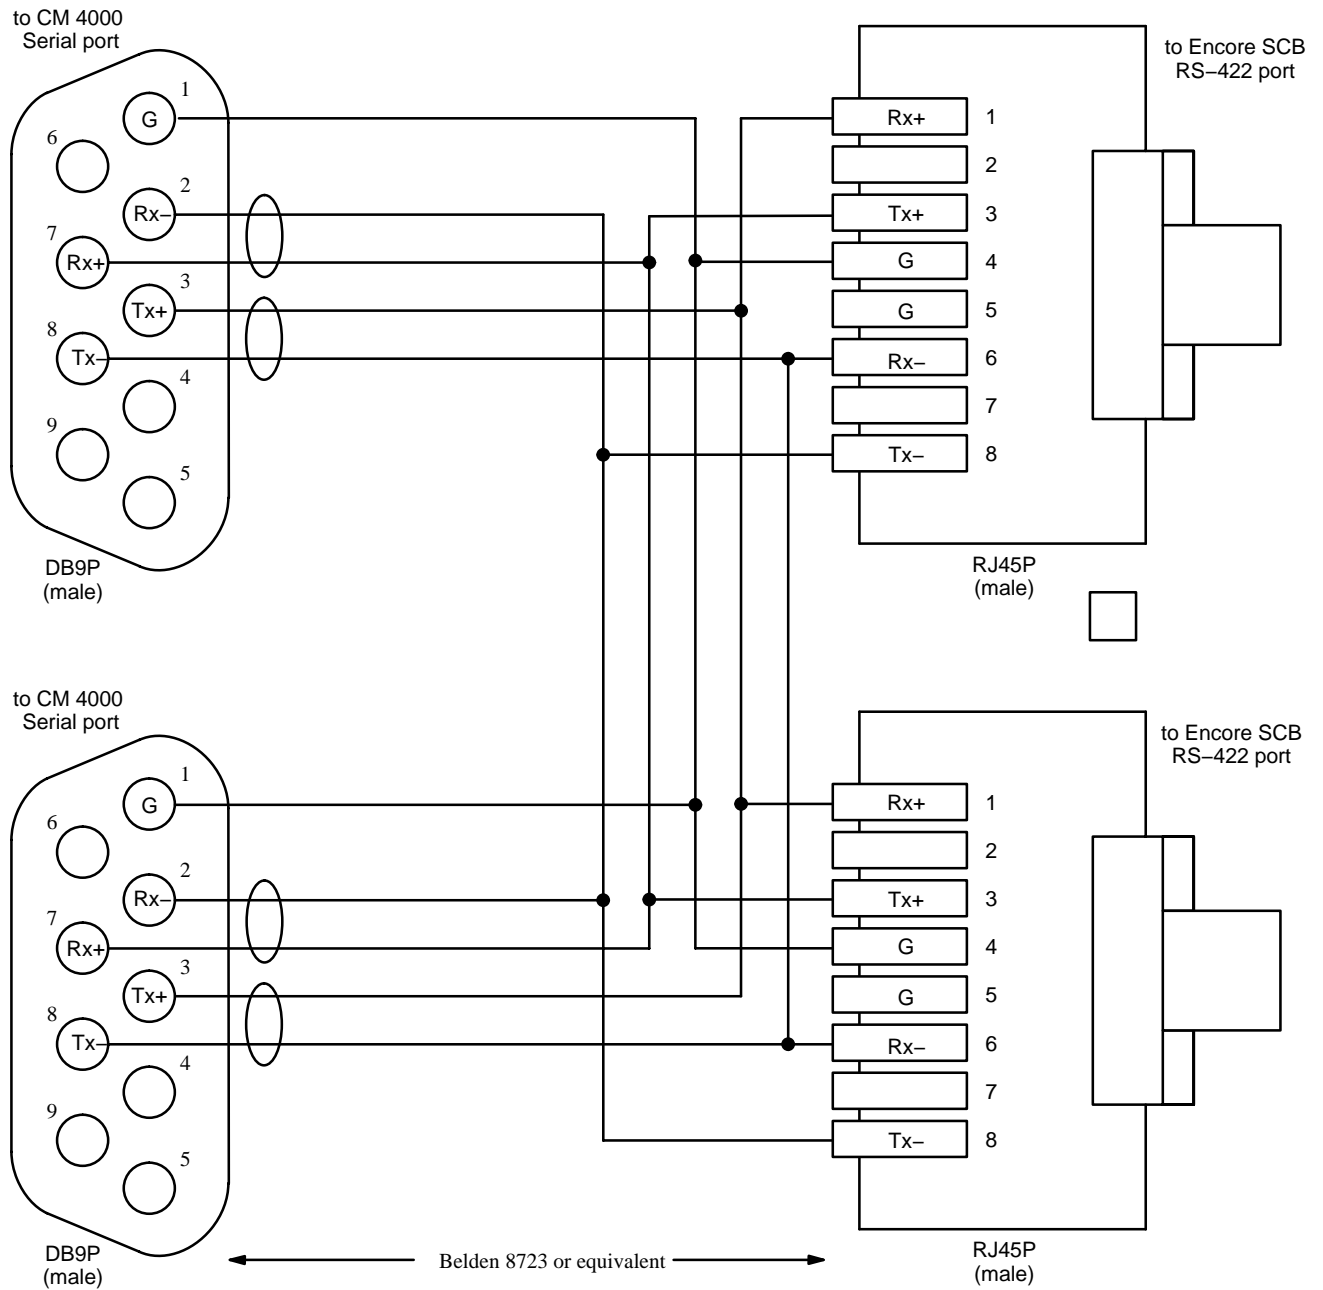 to CM 4000
Serial port
1
G
6
2
Rx–
7
Rx+
3
Tx+
8
Tx–
4
9
5
DB9P
(male)
to Encore SCB
RS–422 port
Rx+ 1
2
Tx+ 3
G 4
G 5
Rx– 6
7
Tx– 8
RJ45P
(male)
to CM 4000
Serial port
1
G
6
2
Rx–
7
Rx+
3
Tx+
8
Tx–
4
9
5
DB9P
(male)
to Encore SCB
RS–422 port
Rx+ 1
2
Tx+ 3
G 4
G 5
Rx– 6
7
Tx– 8
RJ45P
(male)
Belden 8723 or equivalent